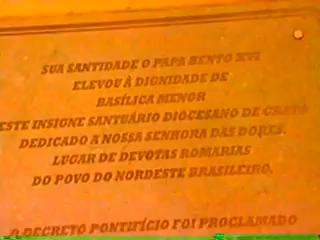 SUA SANTIDADE O PAPA BENTO XVI
ELEVOU À DIGNIDADE DE
BASÍLICA MENOR
ESTE INSIGNE SANTUÁRIO DIOCESANO DE CRATO
DEDICADO A NOSSA SENHORA DAS DORES,
LUGAR DE DEVOTAS ROMARIAS
DO POVO DO NORDESTE BRASILEIRO,
O DECRETO PONTIFÍCIO FOI PROCLAMADO